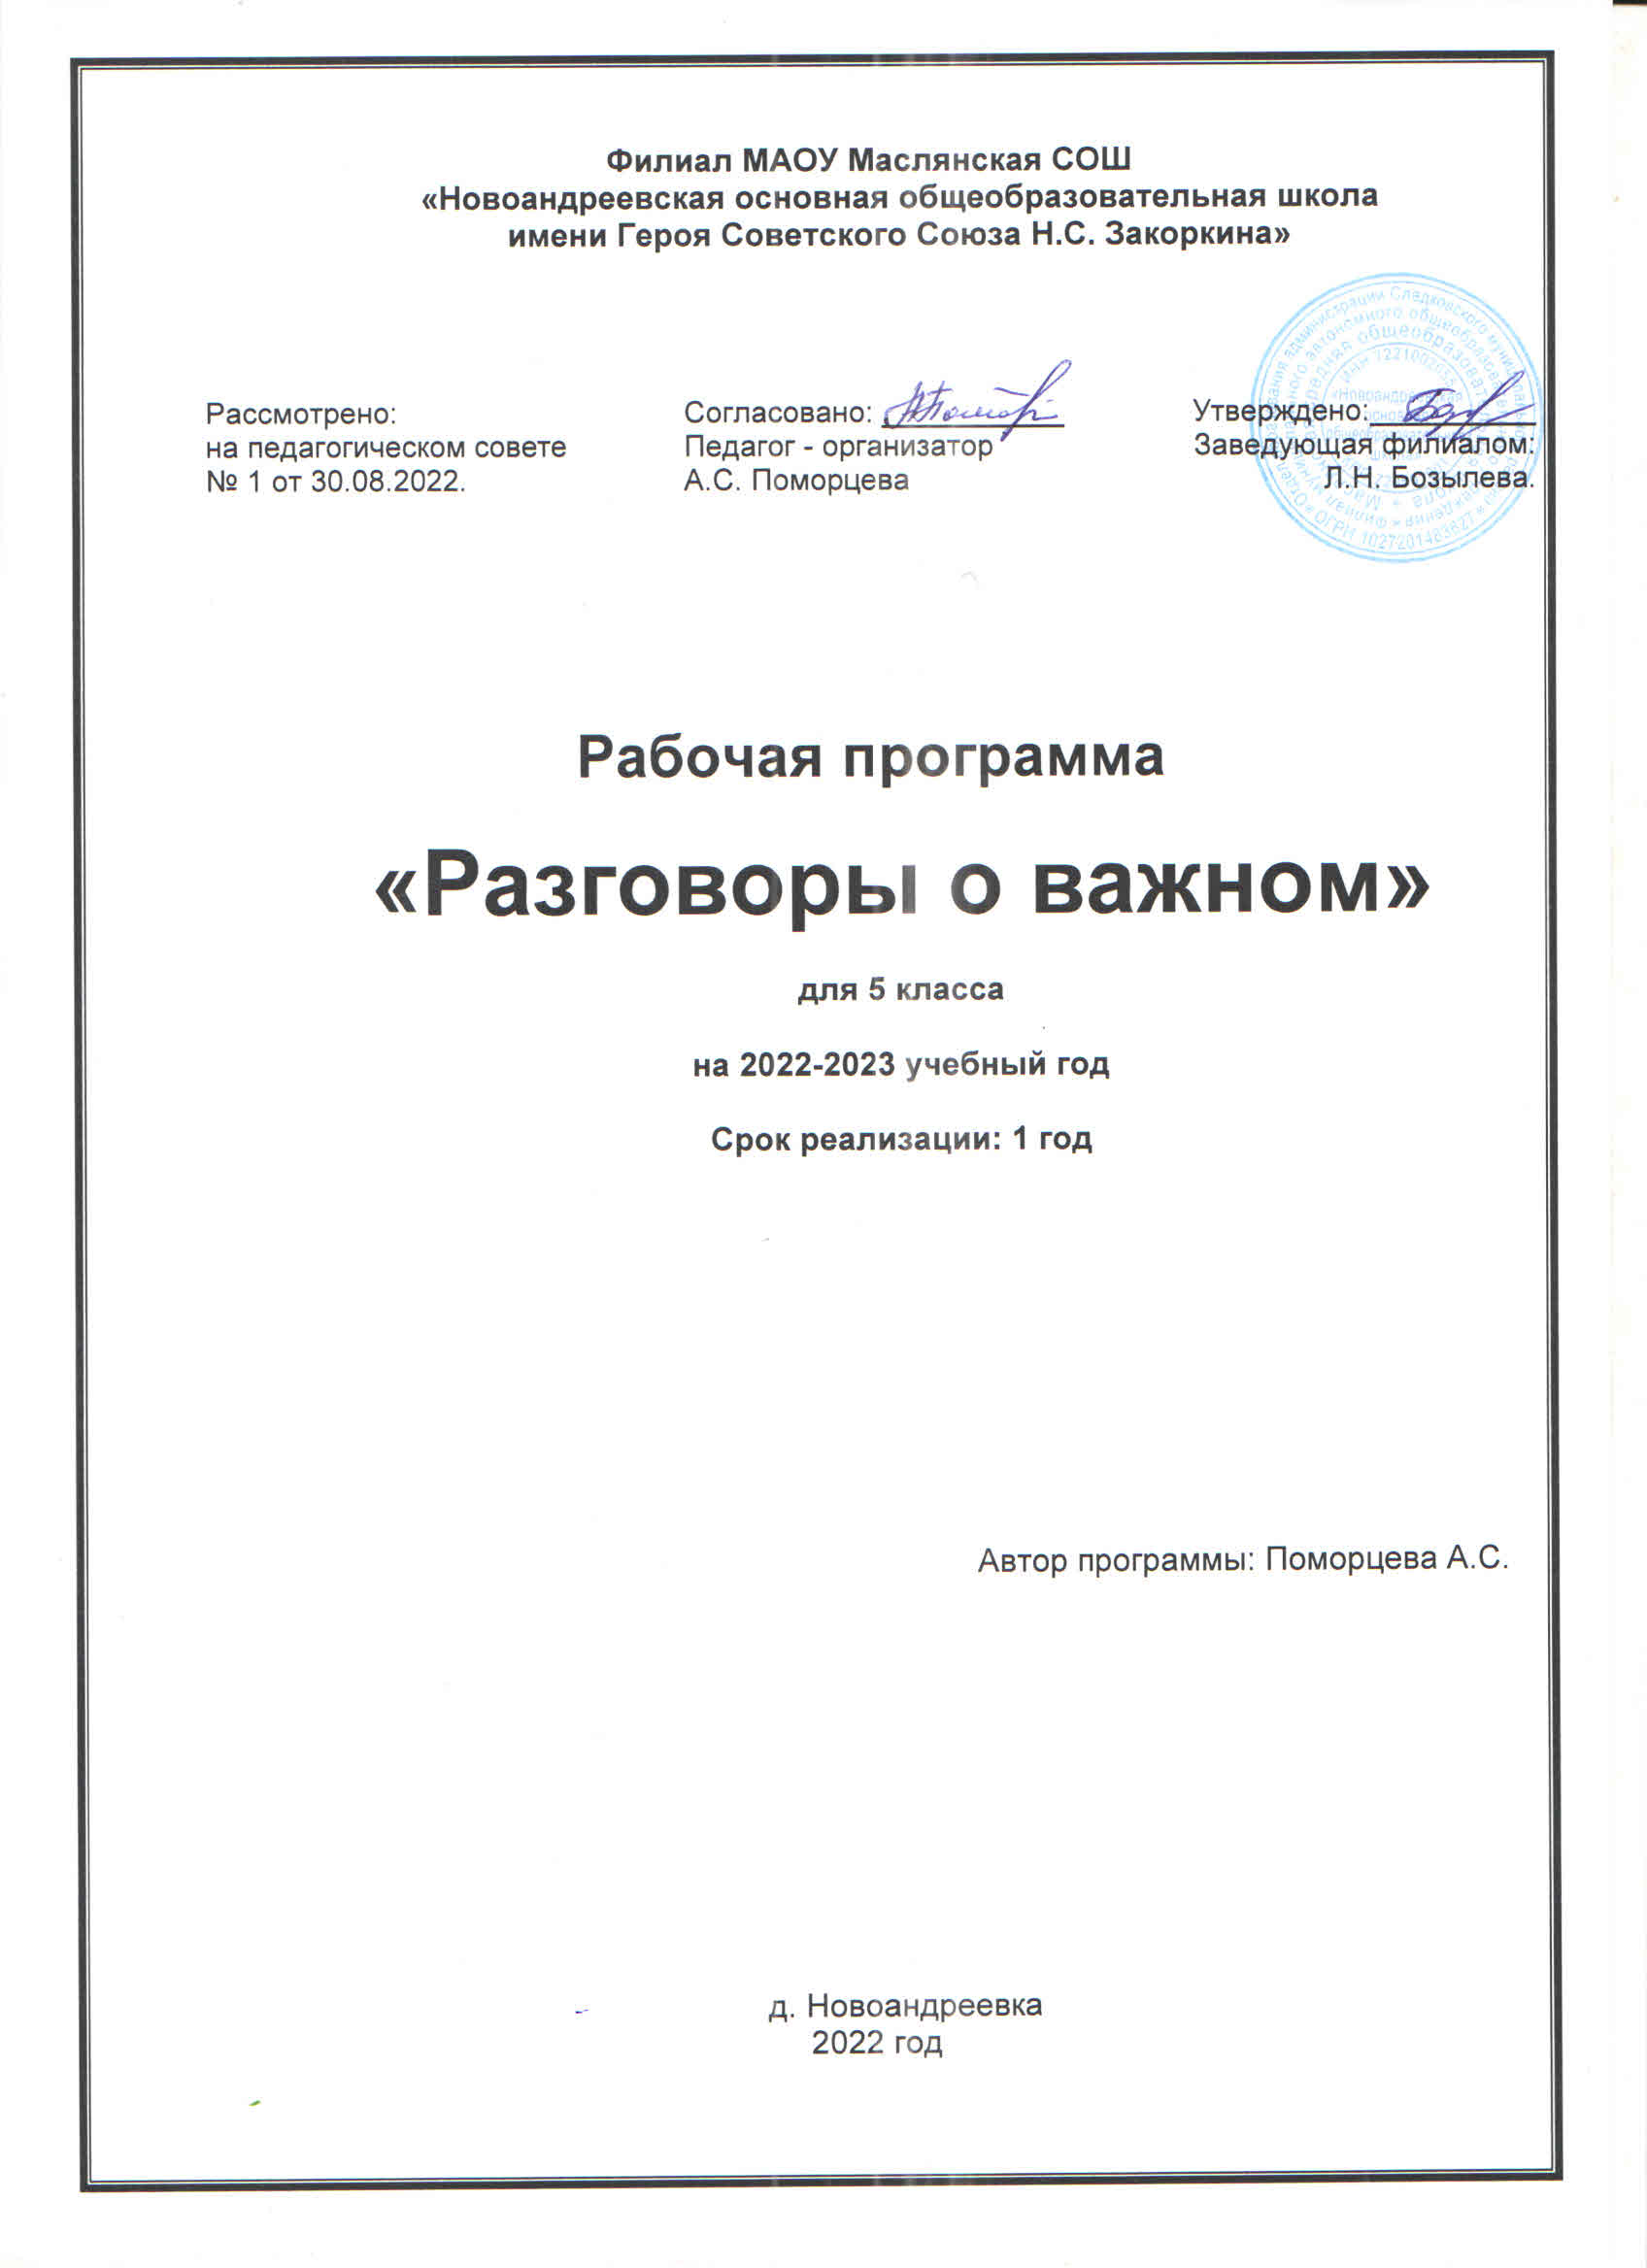 Филиал МАОУ Маслянская СОШ
«Новоандреевская основная общеобразовательная школа
имени Героя Советского Союза Н.С. Закоркина»
Рассмотрено:
на педагогическом совете
№ 1 от 30.08.2022.
Согласовано:
Педагог - организатор
А.С. Поморцева
Утверждено:
Заведующая филиалом:
Л.Н. Бозылева.
ОГРН 1027201483627
Рабочая программа
«Разговоры о важном»
для 5 класса
на 2022-2023 учебный год
Срок реализации: 1 год
Автор программы: Поморцева А.С.
д. Новоандреевка
2022 год